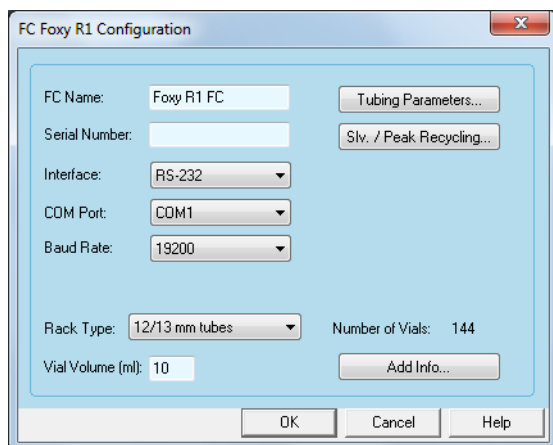 FC Foxy R1 Configuration
FC Name: Foxy R1 FC Tubing Parameters...
Serial Number: Slv. / Peak Recycling...
Interface: RS-232
COM Port: COM1
Baud Rate: 19200
Rack Type: 12/13 mm tubes Number of Vials: 144
Vial Volume (ml): 10 Add Info...
OK Cancel Help